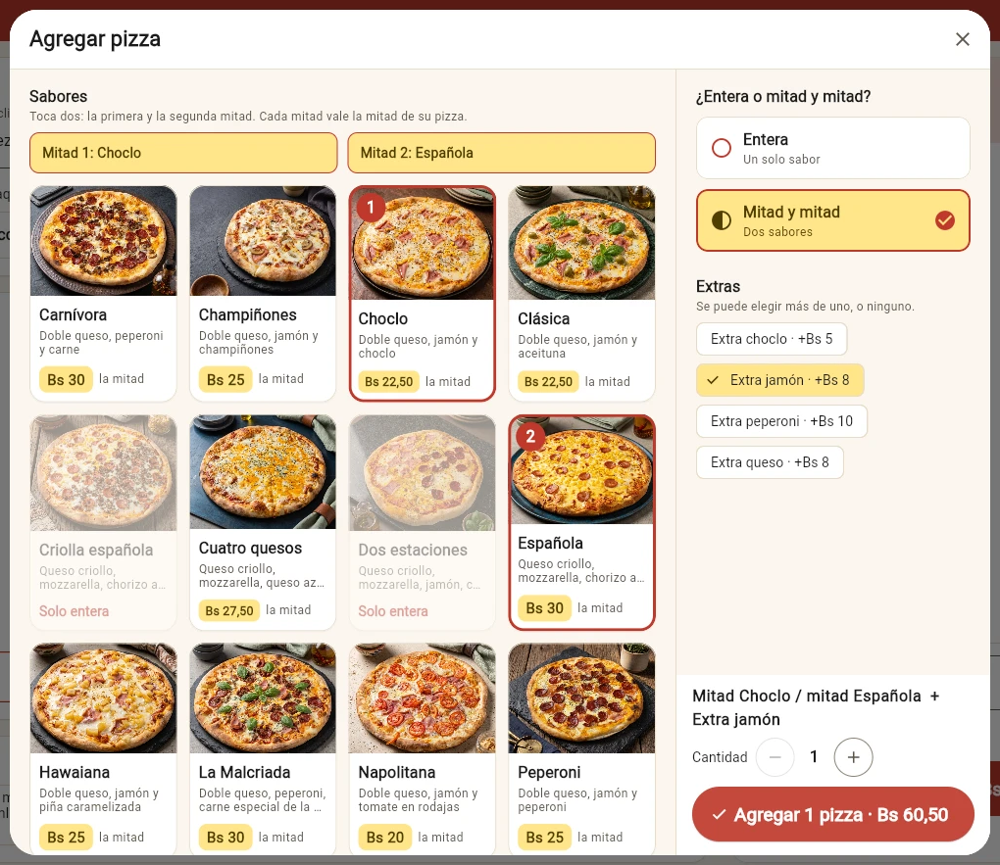 Agregar pizza
Sabores
Toca dos: la primera y la segunda mitad. Cada mitad vale la mitad de su pizza.
Mitad 1: Choclo
Mitad 2: Española
Carnívora
Doble queso, peperoni
y carne
Bs 30 la mitad
Champiñones
Doble queso, jamón y
champiñones
Bs 25 la mitad
1
Choclo
Doble queso, jamón y
choclo
Bs 22,50 la mitad
Clásica
Doble queso, jamón y
aceituna
Bs 22,50 la mitad
Criolla española
Queso criollo,
mozzarella, chorizo a...
Solo entera
Cuatro quesos
Queso criollo,
mozzarella, queso az...
Bs 27,50 la mitad
Dos estaciones
Queso criollo,
mozzarella, jamón, c...
Solo entera
2
Española
Queso criollo,
mozzarella, chorizo a...
Bs 30 la mitad
Hawaiana
Doble queso, jamón y
piña caramelizada
Bs 25 la mitad
La Malcriada
Doble queso, peperoni,
carne especial de la ...
Bs 30 la mitad
Napolitana
Doble queso, jamón y
tomate en rodajas
Bs 20 la mitad
Peperoni
Doble queso, jamón y
peperoni
Bs 25 la mitad
¿Entera o mitad y mitad?
Entera
Un solo sabor
Mitad y mitad
Dos sabores
Extras
Se puede elegir más de uno, o ninguno.
Extra choclo · +Bs 5
Extra jamón · +Bs 8
Extra peperoni · +Bs 10
Extra queso · +Bs 8
Mitad Choclo / mitad Española +
Extra jamón
Cantidad 1
Agregar 1 pizza · Bs 60,50